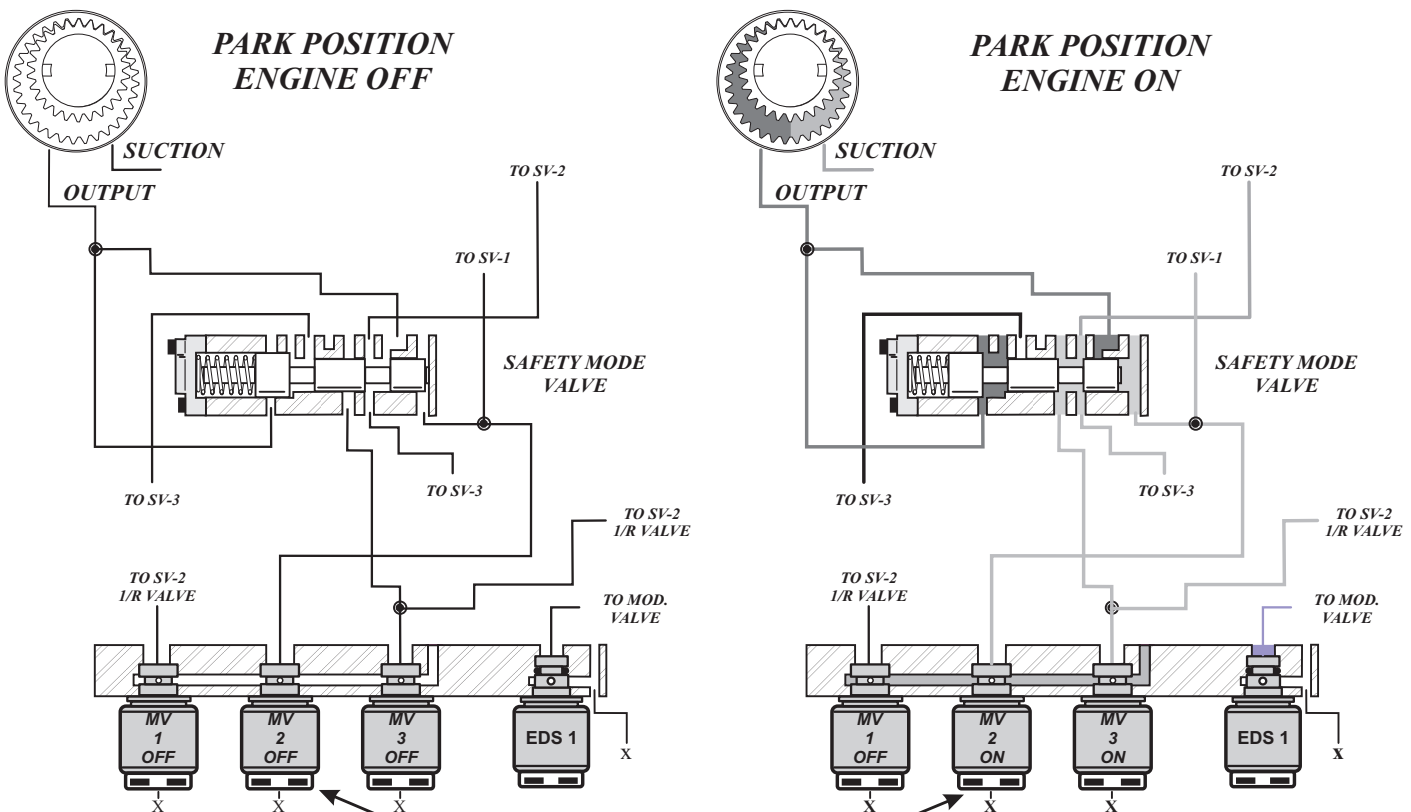 PARK POSITION
ENGINE OFF
SUCTION
OUTPUT
TO SV-2
TO SV-1
SAFETY MODE
VALVE
TO SV-3
TO SV-3
TO SV-2
1/R VALVE
TO SV-2
1/R VALVE
TO MOD.
VALVE
MV
1
OFF
MV
2
OFF
MV
3
OFF
EDS 1
X
X
X
X
PARK POSITION
ENGINE ON
SUCTION
OUTPUT
TO SV-2
TO SV-1
SAFETY MODE
VALVE
TO SV-3
TO SV-3
TO SV-2
1/R VALVE
TO SV-2
1/R VALVE
TO MOD.
VALVE
MV
1
OFF
MV
2
ON
MV
3
ON
EDS 1
X
X
X
X